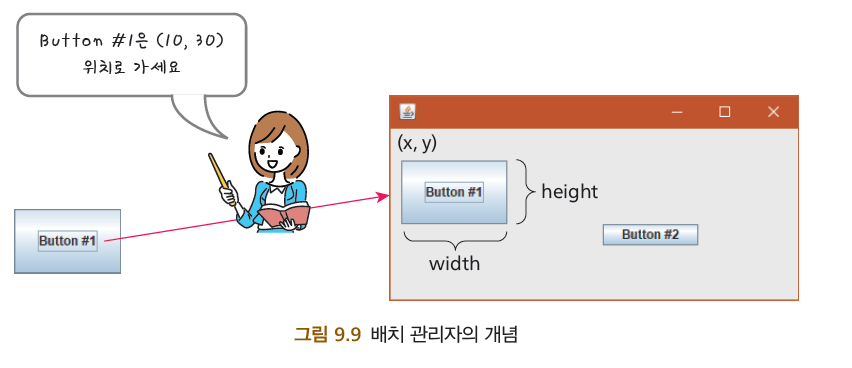 Button #1은 (10, 30)
위치로 가세요
(x, y)
Button #1
height
Button #1
Button #2
width
그림 9.9 배치 관리자의 개념